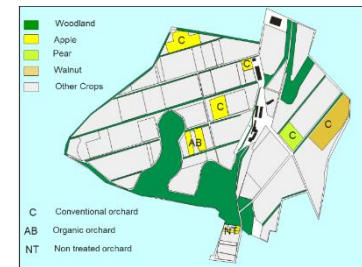 Woodland
Apple
Pear
Walnut
Other Crops
C
C
C
AB
C
C
NT
C Conventional orchard
AB Organic orchard
NT Non treated orchard